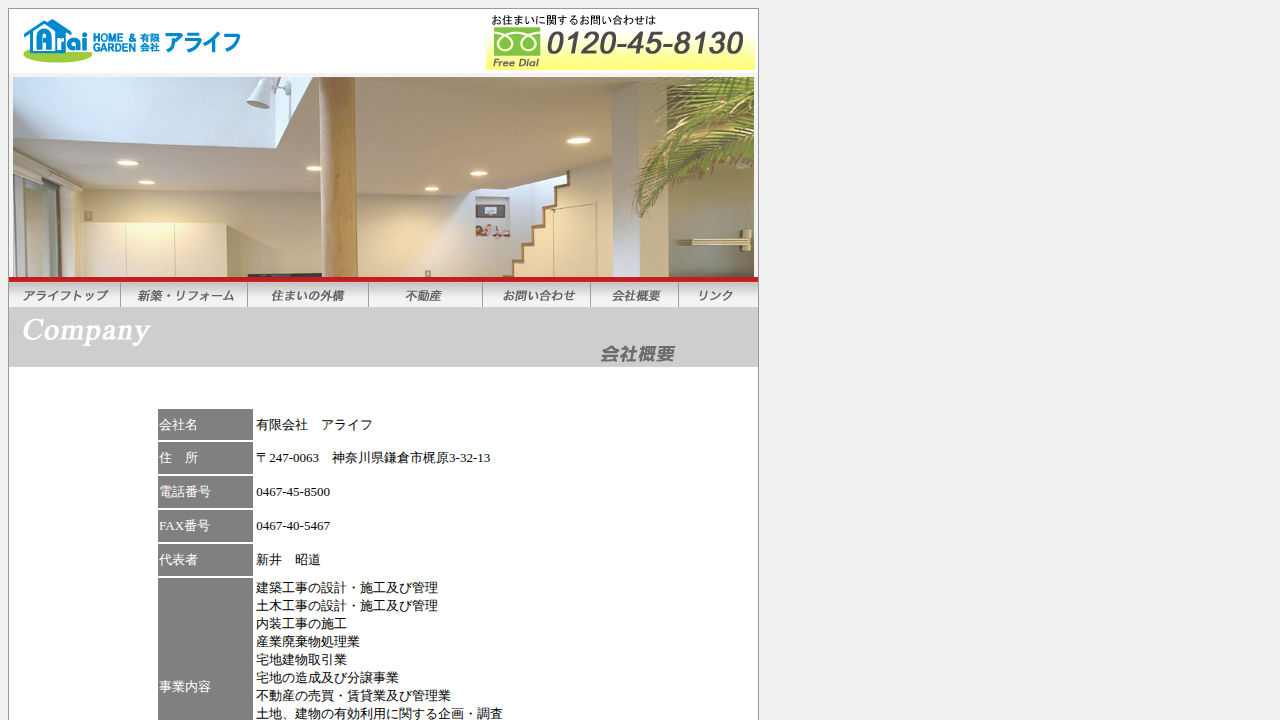 Arai HOME & GARDEN 有限会社 アライフ
お住まいに関するお問い合わせは
0120-45-8130
Free Dial
アライフトップ 新築・リフォーム 住まいの外構 不動産 お問い合わせ 会社概要 リンク
Company
会社概要
会社名 有限会社　アライフ
住　所 〒247-0063　神奈川県鎌倉市梶原3-32-13
電話番号 0467-45-8500
FAX番号 0467-40-5467
代表者 新井　昭道
事業内容
建築工事の設計・施工及び管理
土木工事の設計・施工及び管理
内装工事の施工
産業廃棄物処理業
宅地建物取引業
宅地の造成及び分譲事業
不動産の売買・賃貸業及び管理業
土地、建物の有効利用に関する企画・調査